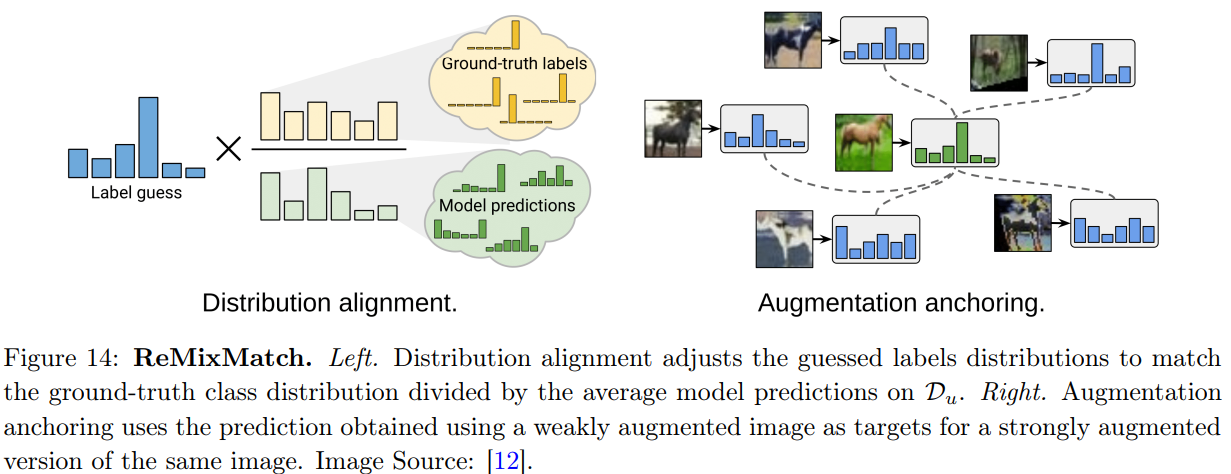 Ground-truth labels
Label guess
Model predictions
Distribution alignment.
Augmentation anchoring.
Figure 14: ReMixMatch. Left. Distribution alignment adjusts the guessed labels distributions to match
the ground-truth class distribution divided by the average model predictions on 𝒟ᵤ. Right. Augmentation
anchoring uses the prediction obtained using a weakly augmented image as targets for a strongly augmented
version of the same image. Image Source: [12].